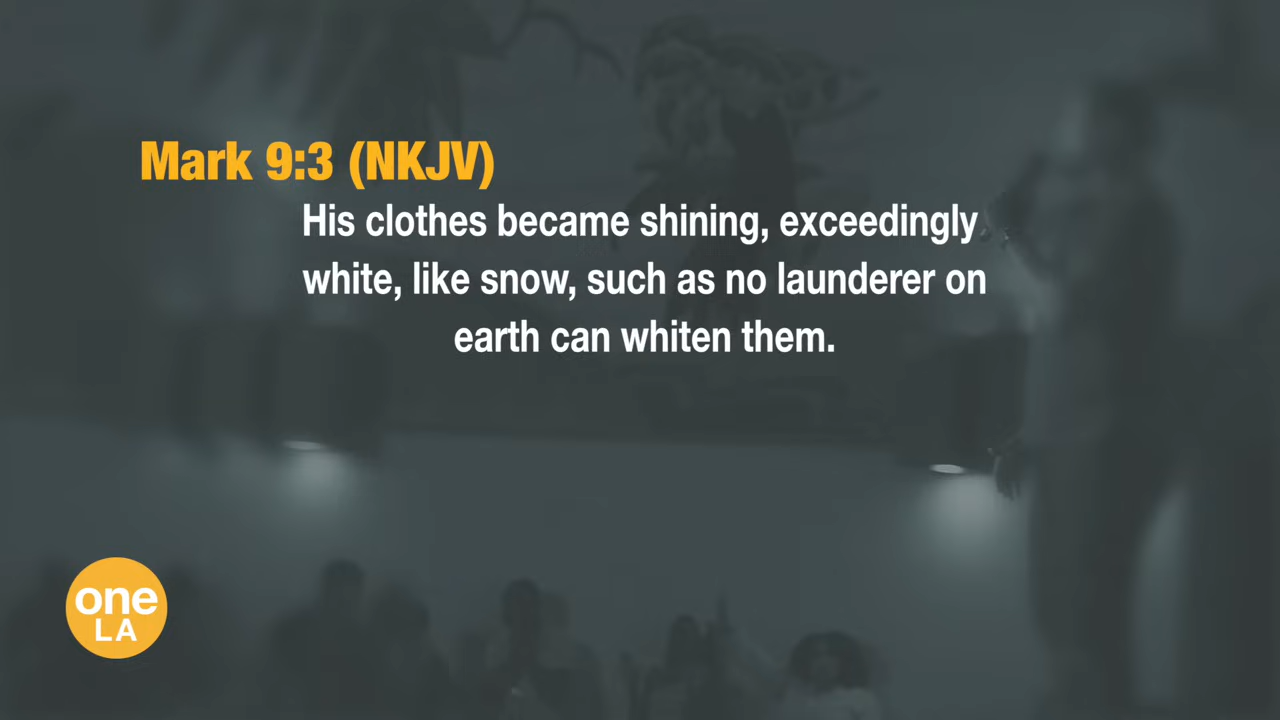 Mark 9:3 (NKJV)
His clothes became shining, exceedingly
white, like snow, such as no launderer on
earth can whiten them.
one
LA